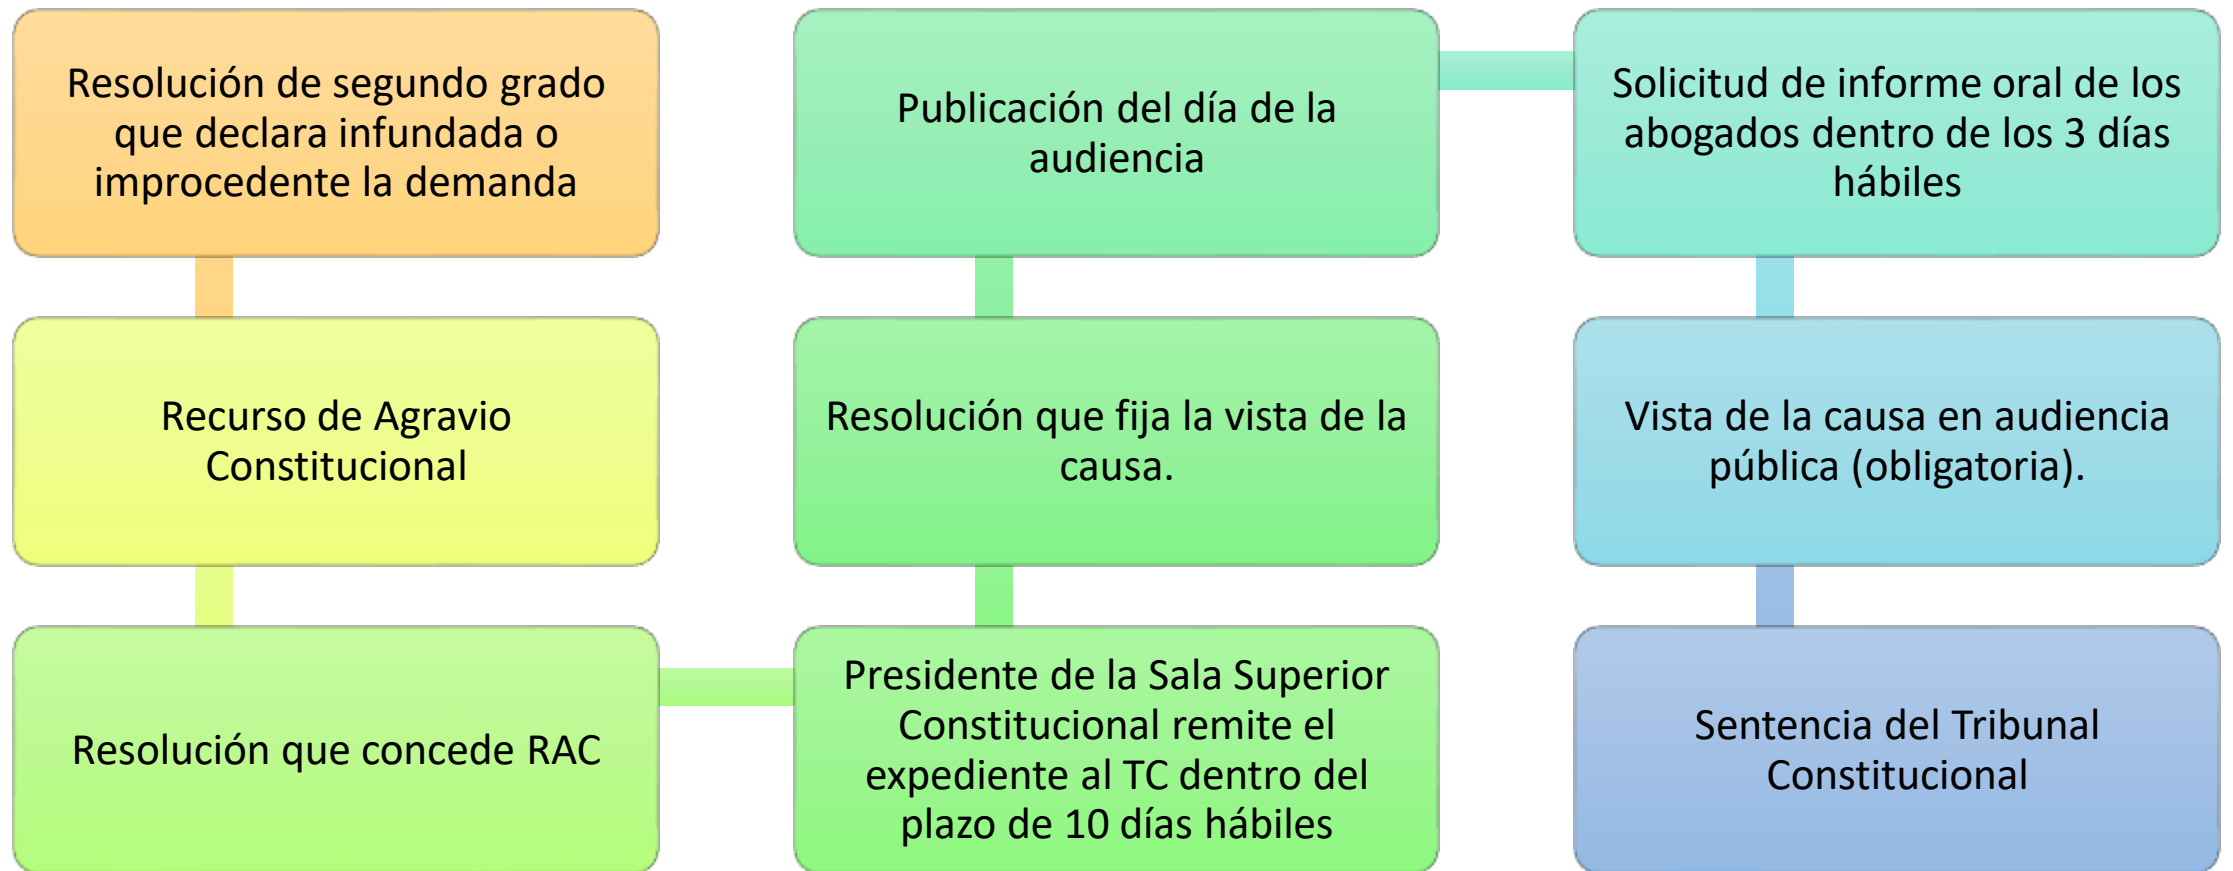 Resolución de segundo grado
que declara infundada o
improcedente la demanda
Recurso de Agravio
Constitucional
Resolución que concede RAC
Presidente de la Sala Superior
Constitucional remite el
expediente al TC dentro del
plazo de 10 días hábiles
Resolución que fija la vista de la
causa.
Publicación del día de la
audiencia
Solicitud de informe oral de los
abogados dentro de los 3 días
hábiles
Vista de la causa en audiencia
pública (obligatoria).
Sentencia del Tribunal
Constitucional